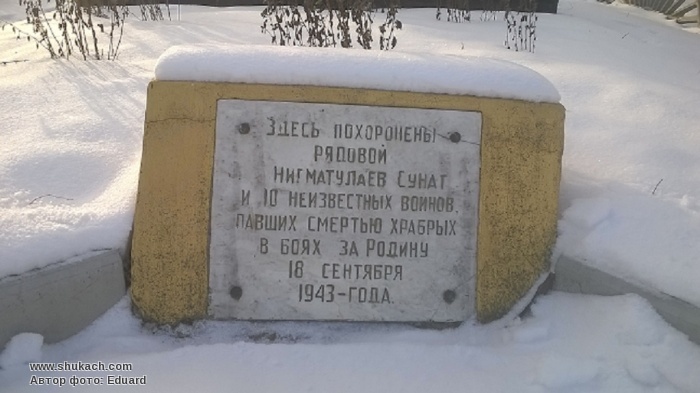 Здесь похоронены
рядовой
Нигматулаев Сунат
и 10 неизвестных воинов,
павших смертью храбрых
в боях за Родину
18 сентября
1943-года.
www.shukach.com
Автор фото: Eduard